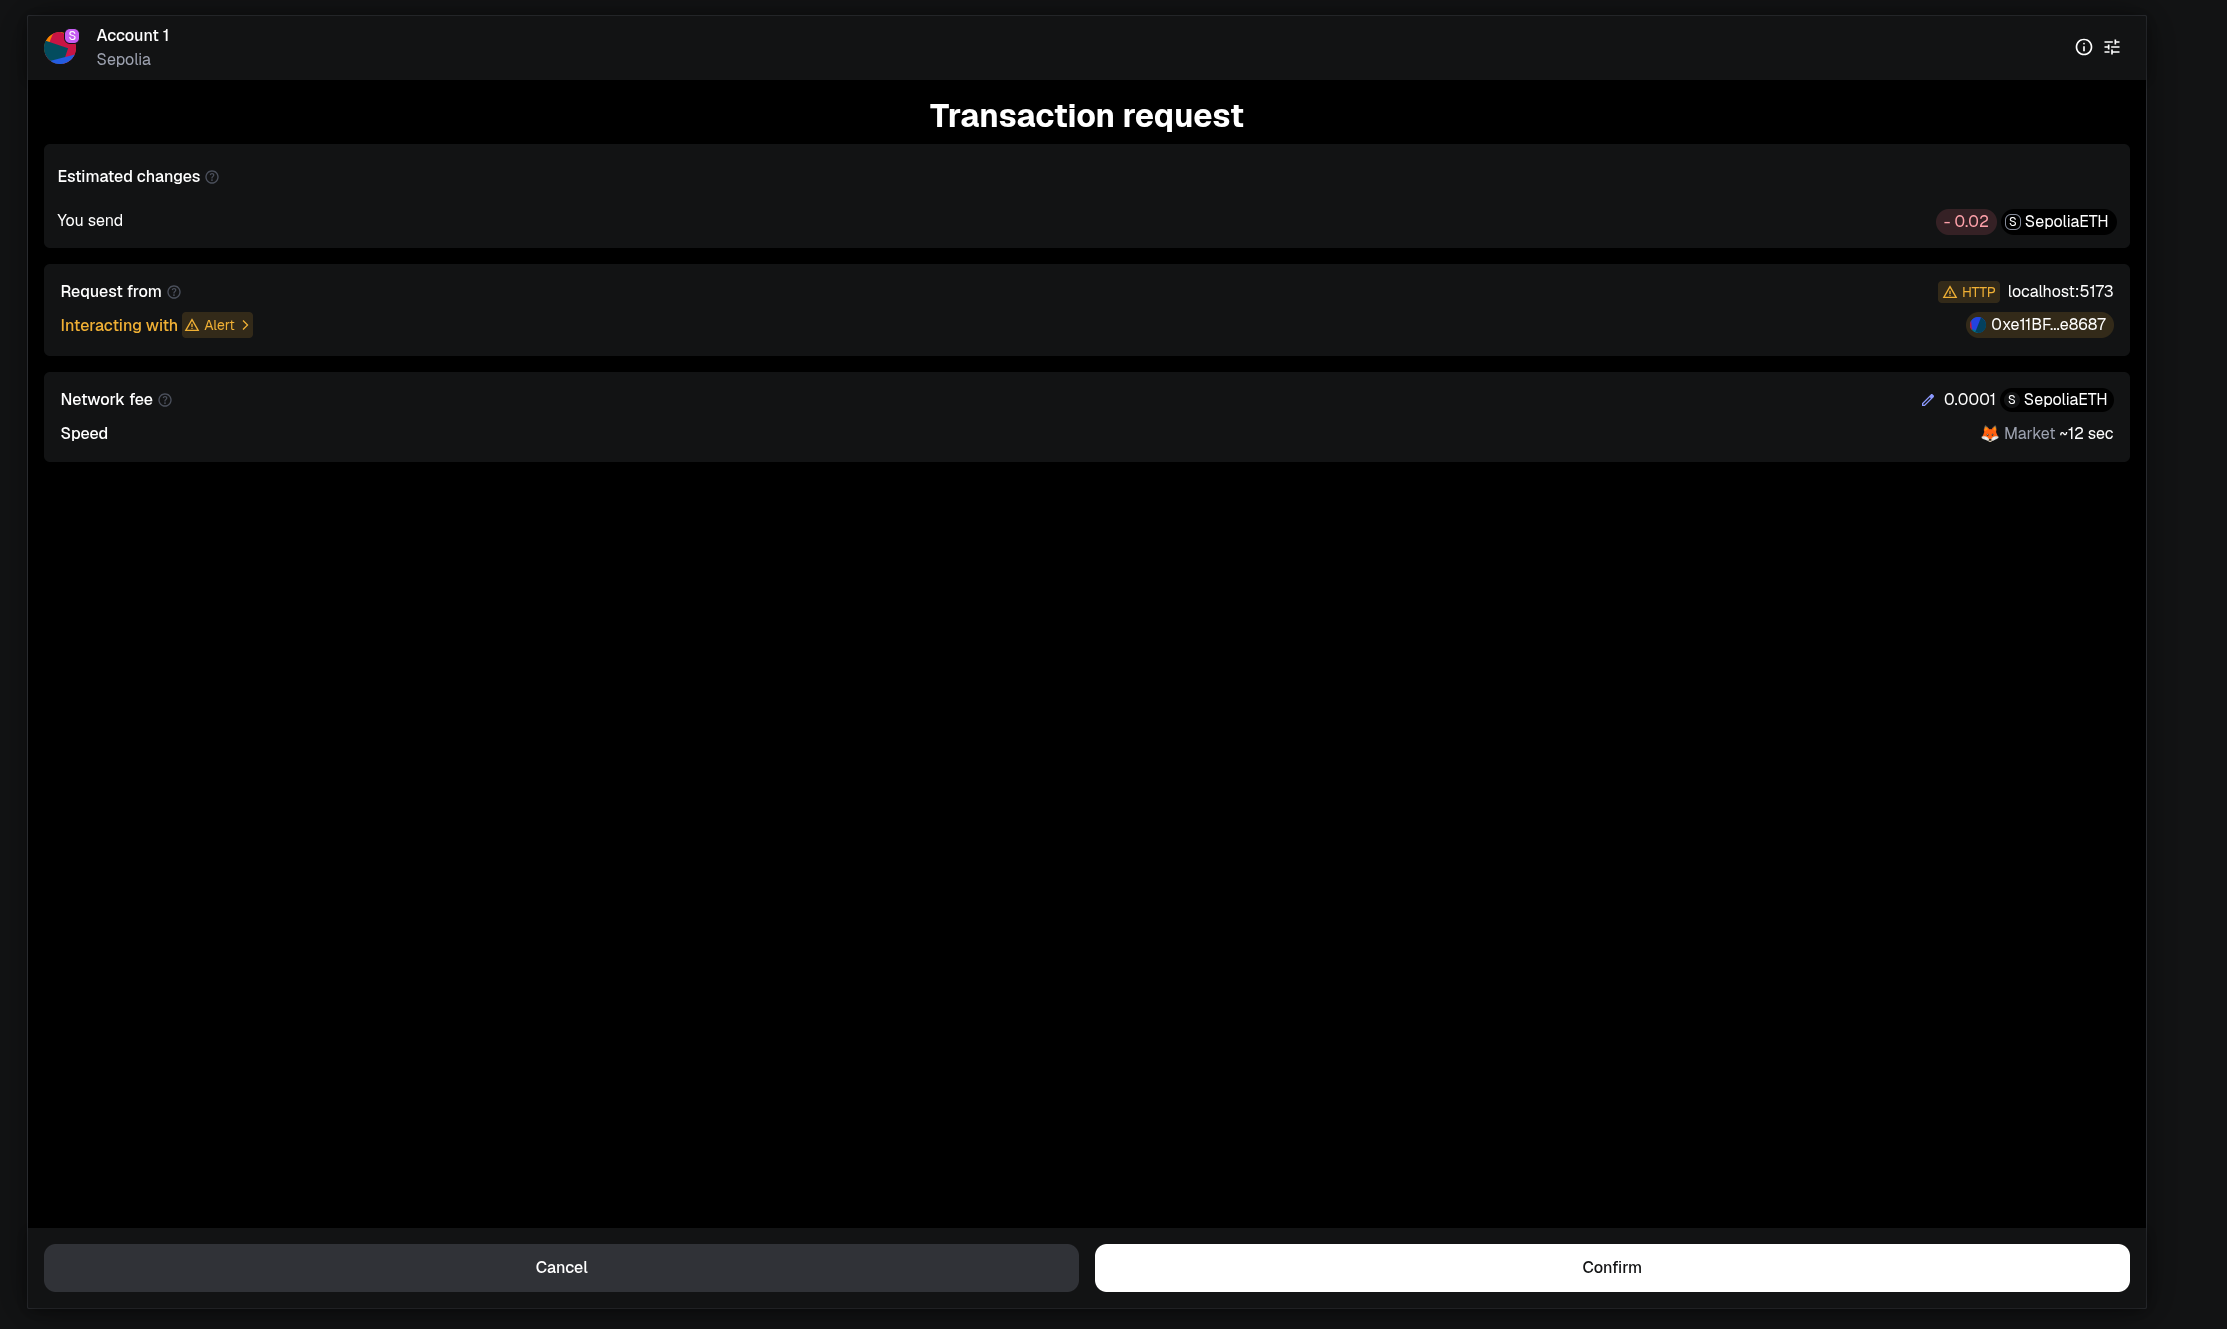 S
Account 1
Sepolia
Transaction request
Estimated changes
You send
- 0.02 S SepoliaETH
Request from
HTTP localhost:5173
Interacting with Alert
0xe11BF...e8687
Network fee
0.0001 S SepoliaETH
Speed
Market ~12 sec
Cancel
Confirm